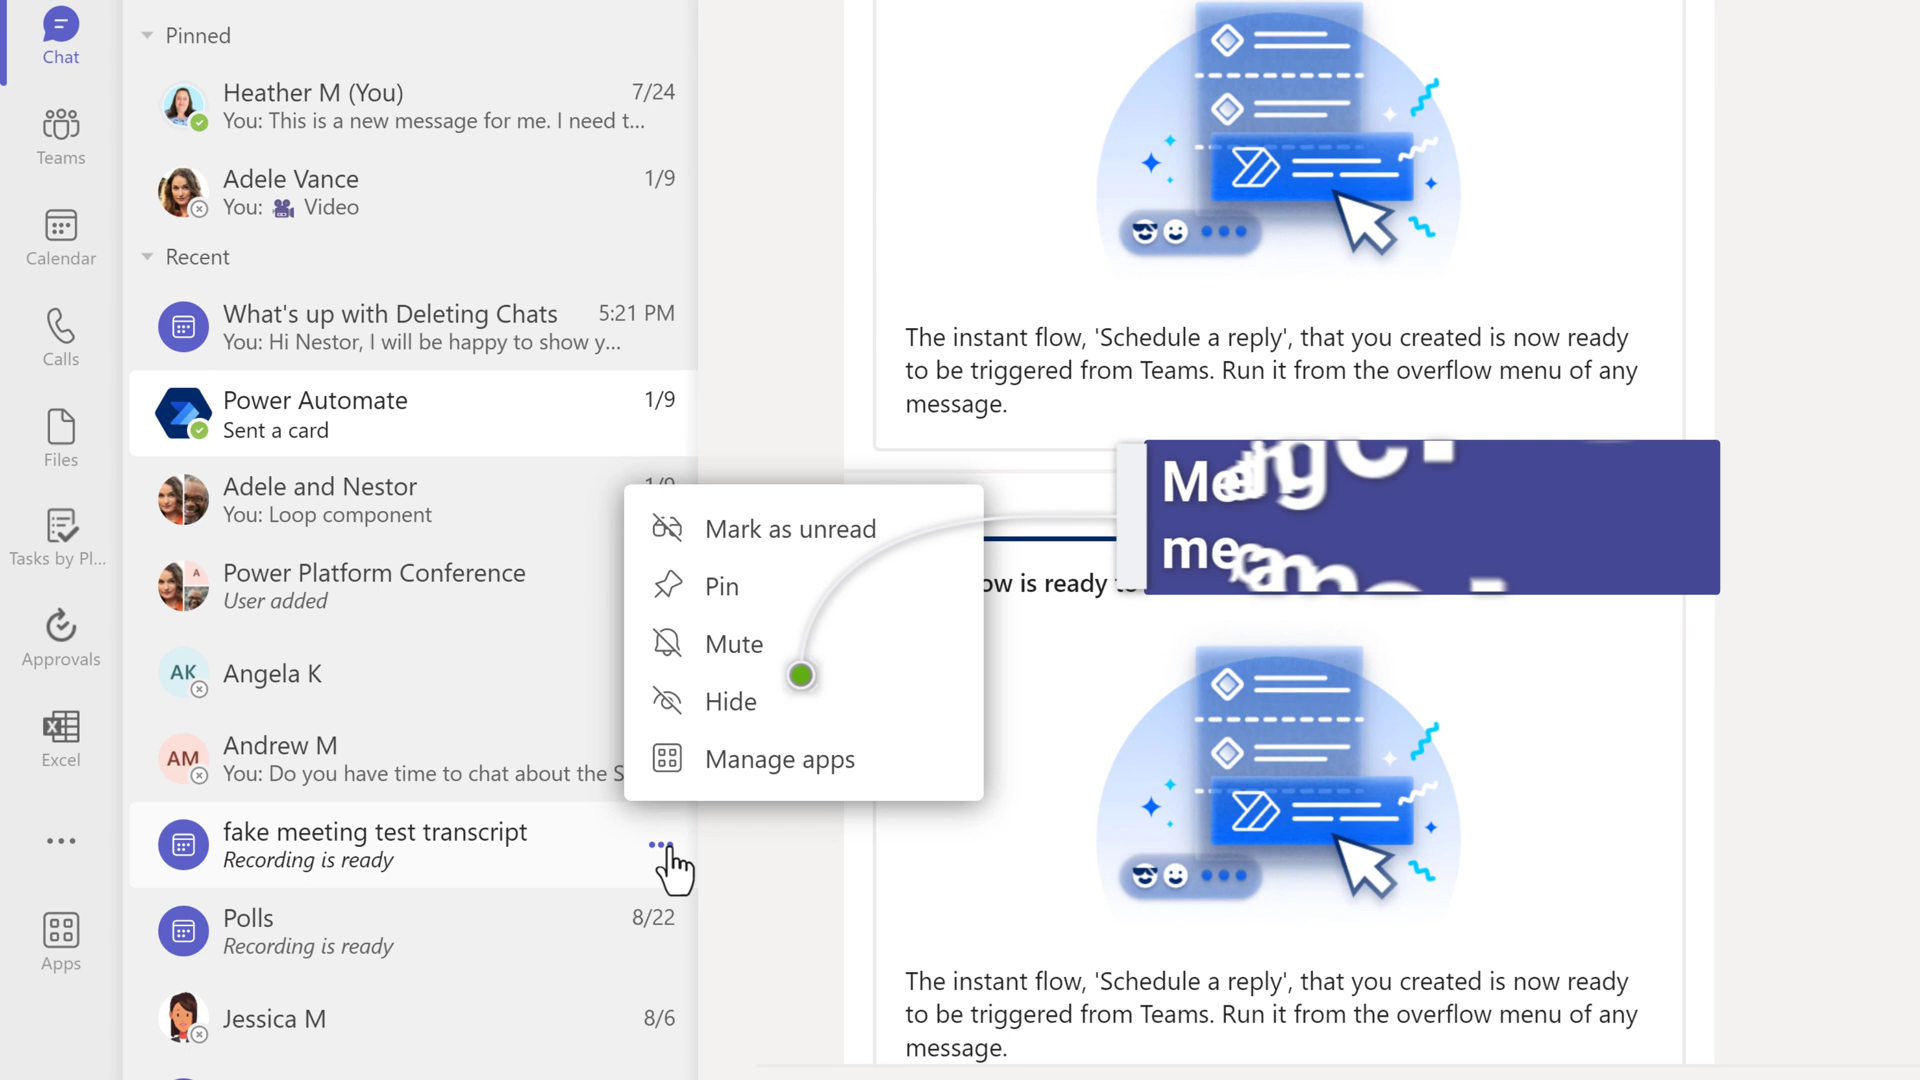 Chat
Teams
Calendar
Calls
Files
Tasks by Pl...
Approvals
Excel
Apps
Pinned
Heather M (You)
7/24
You: This is a new message for me. I need t...
Adele Vance
1/9
You: Video
Recent
What's up with Deleting Chats
5:21 PM
You: Hi Nestor, I will be happy to show y...
Power Automate
1/9
Sent a card
Adele and Nestor
You: Loop component
Power Platform Conference
User added
A
AK
Angela K
AM
Andrew M
You: Do you have time to chat about the S
fake meeting test transcript
Recording is ready
Polls
8/22
Recording is ready
Jessica M
8/6
Mark as unread
Pin
Mute
Hide
Manage apps
The instant flow, 'Schedule a reply', that you created is now ready
to be triggered from Teams. Run it from the overflow menu of any
message.
is ready
The instant flow, 'Schedule a reply', that you created is now ready
to be triggered from Teams. Run it from the overflow menu of any
message.